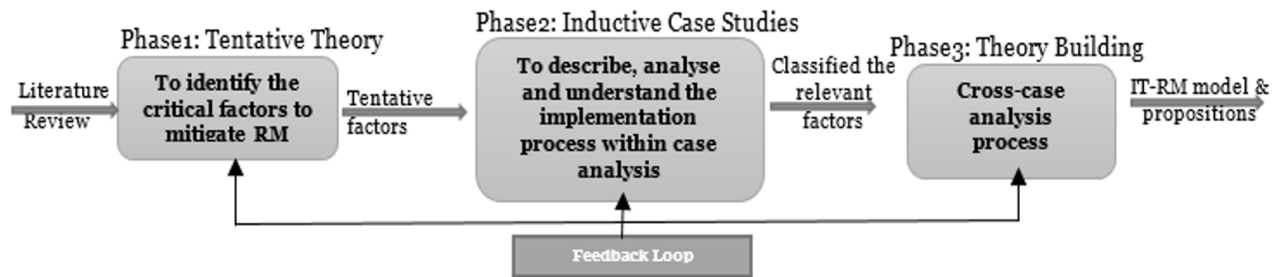 Phase1: Tentative Theory
Phase2: Inductive Case Studies
Phase3: Theory Building
Literature
Review
To identify the
critical factors to
mitigate RM
Tentative
factors
To describe, analyse
and understand the
implementation
process within case
analysis
Classified the
relevant
factors
Cross-case
analysis
process
IT-RM model &
propositions
Feedback Loop